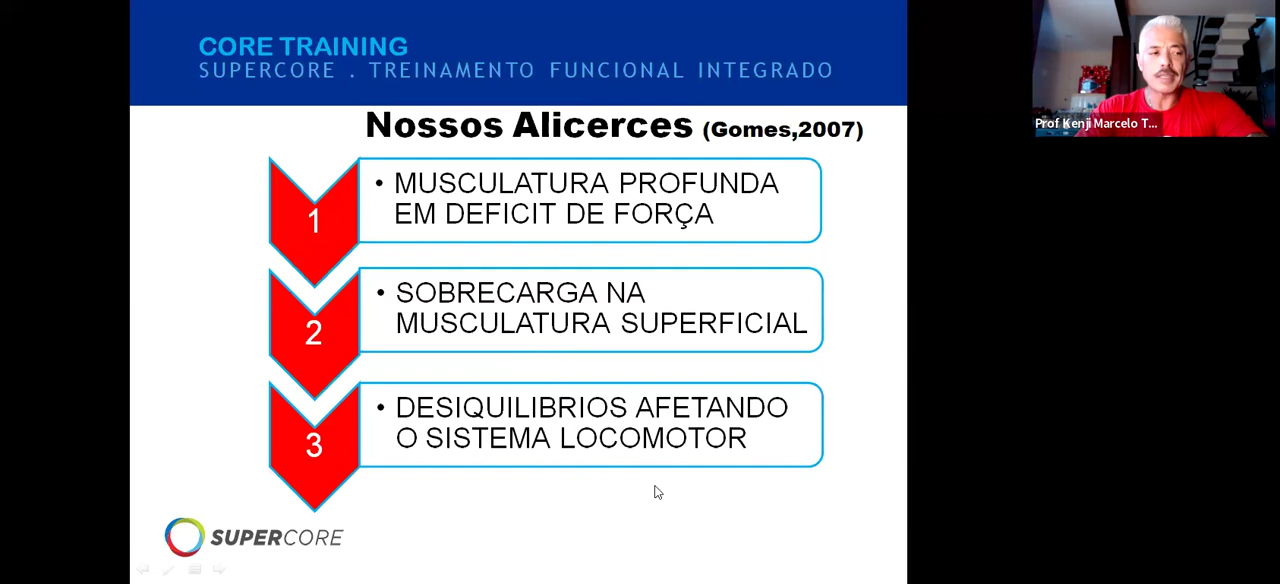 CORE TRAINING
SUPERCORE . TREINAMENTO FUNCIONAL INTEGRADO
Nossos Alicerces (Gomes,2007)
1
• MUSCULATURA PROFUNDA
EM DEFICIT DE FORÇA
2
• SOBRECARGA NA
MUSCULATURA SUPERFICIAL
3
• DESIQUILIBRIOS AFETANDO
O SISTEMA LOCOMOTOR
SUPERCORE
Prof Kenji Marcelo T...